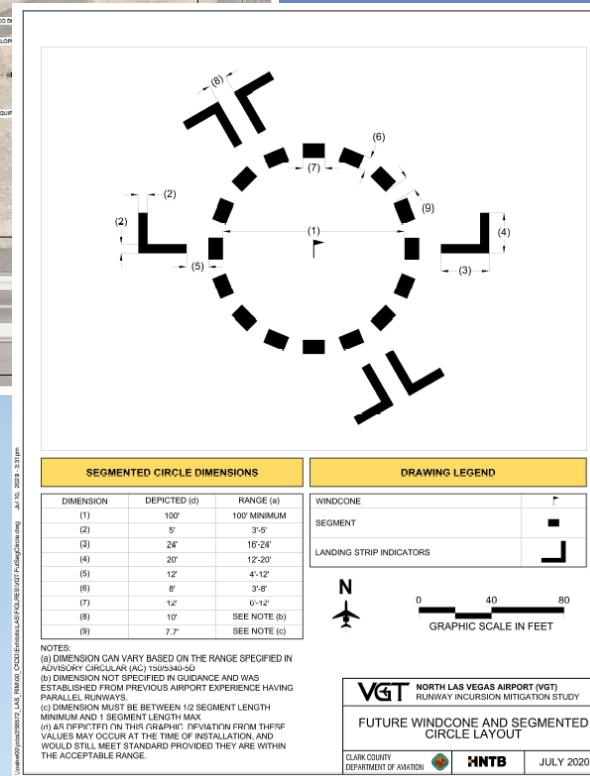 (8)
(6)
(7)
(2)
(9)
(2)
(1)
(4)
(5)
(3)
SEGMENTED CIRCLE DIMENSIONS
DIMENSION DEPICTED (d) RANGE (a)
(1) 100' 100' MINIMUM
(2) 5' 3'-5'
(3) 24' 16'-24'
(4) 20' 12'-20'
(5) 12' 4'-12'
(6) 8' 3'-8'
(7) 12' 6'-12'
(8) 10' SEE NOTE (b)
(9) 7.7' SEE NOTE (c)
DRAWING LEGEND
WINDCONE
SEGMENT
LANDING STRIP INDICATORS
N
0 40 80
GRAPHIC SCALE IN FEET
NOTES:
(a) DIMENSION CAN VARY BASED ON THE RANGE SPECIFIED IN
ADVISORY CIRCULAR (AC) 150/5340-5D
(b) DIMENSION NOT SPECIFIED IN GUIDANCE AND WAS
ESTABLISHED FROM PREVIOUS AIRPORT EXPERIENCE HAVING
PARALLEL RUNWAYS.
(c) DIMENSION MUST BE BETWEEN 1/2 SEGMENT LENGTH
MINIMUM AND 1 SEGMENT LENGTH MAX
(d) AS DEPICTED ON THIS GRAPHIC, DEVIATION FROM THESE
VALUES MAY OCCUR AT THE TIME OF INSTALLATION, AND
WOULD STILL MEET STANDARD PROVIDED THEY ARE WITHIN
THE ACCEPTABLE RANGE.
VGT NORTH LAS VEGAS AIRPORT (VGT)
RUNWAY INCURSION MITIGATION STUDY
FUTURE WINDCONE AND SEGMENTED
CIRCLE LAYOUT
CLARK COUNTY
DEPARTMENT OF AVIATION
HNTB
JULY 2020